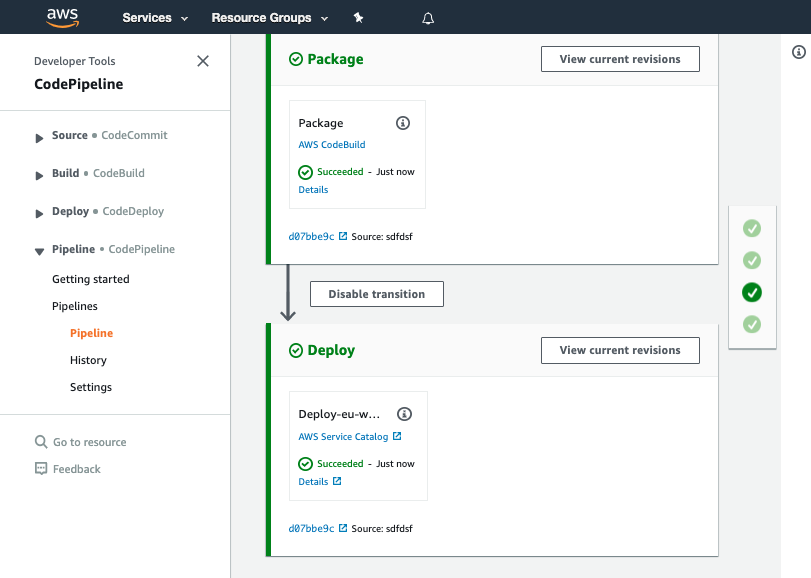 aws
Services
Resource Groups
Developer Tools
CodePipeline
Source • CodeCommit
Build • CodeBuild
Deploy • CodeDeploy
Pipeline • CodePipeline
Getting started
Pipelines
Pipeline
History
Settings
Go to resource
Feedback
Package
View current revisions
Package
AWS CodeBuild
Succeeded - Just now
Details
d07bbe9c Source: sdfdsf
Disable transition
Deploy
View current revisions
Deploy-eu-w...
AWS Service Catalog
Succeeded - Just now
Details
d07bbe9c Source: sdfdsf